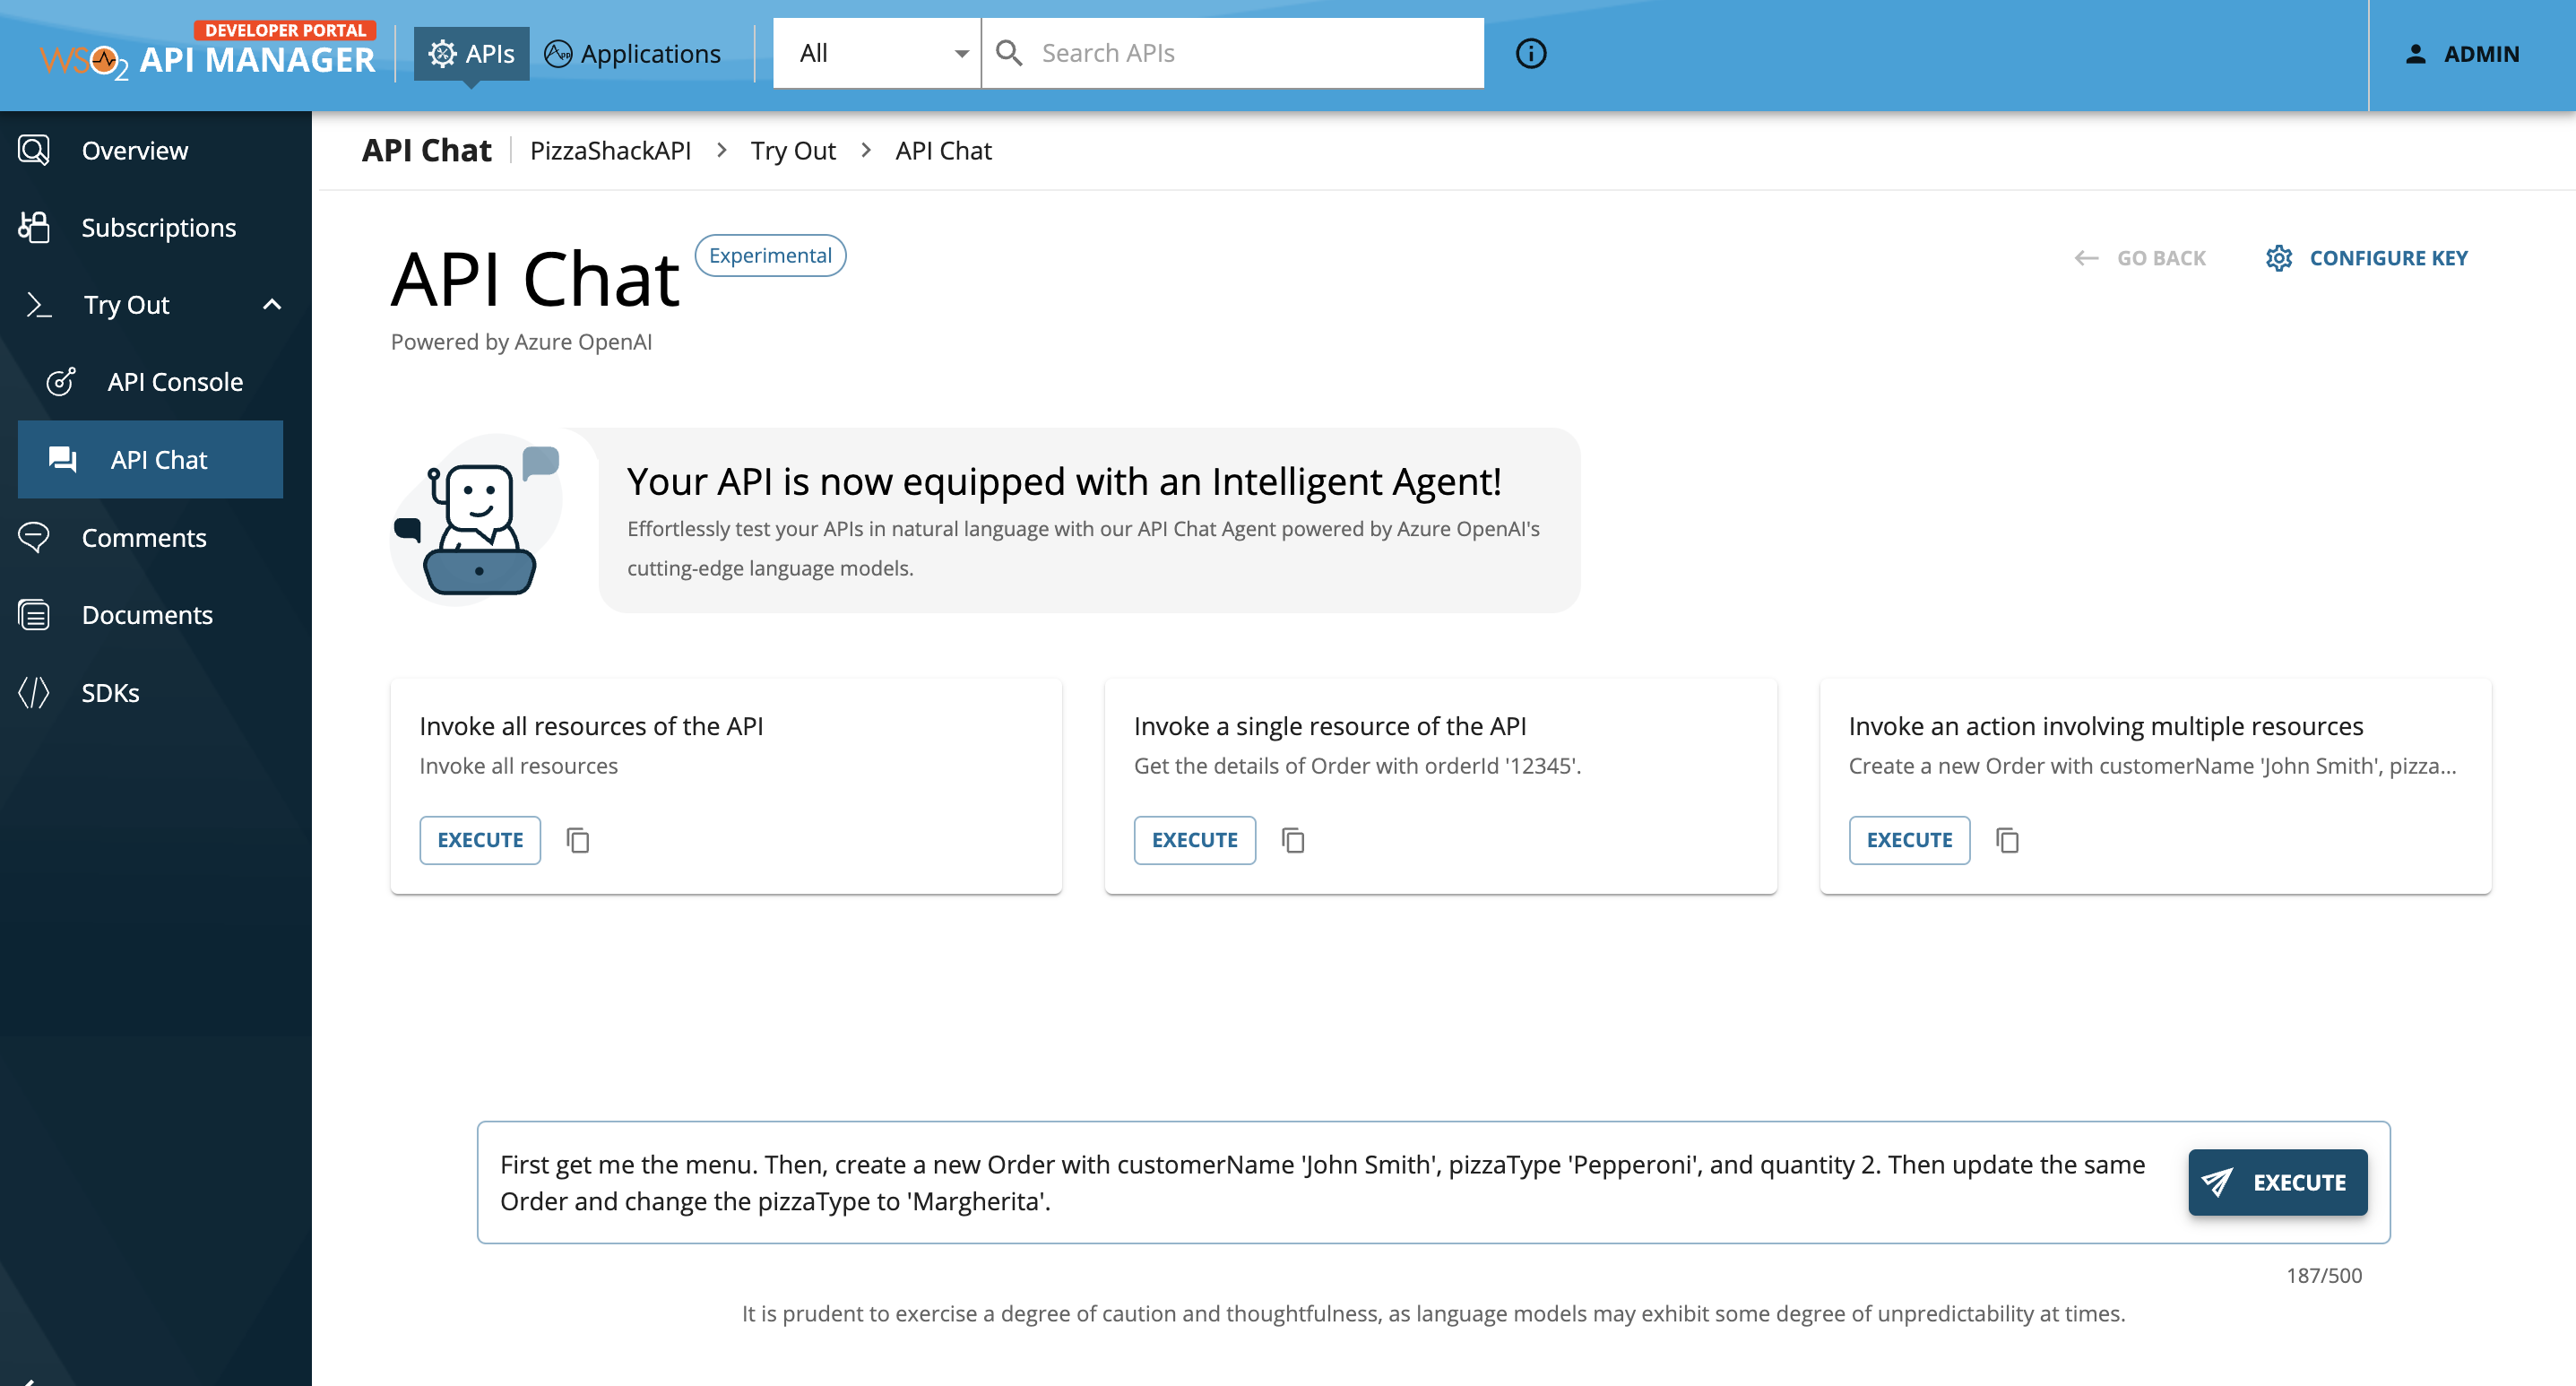 DEVELOPER PORTAL
WSO2 API MANAGER
APIs
APP
Applications
All
Search APIs
ADMIN
Overview
Subscriptions
Try Out
API Console
API Chat
Comments
Documents
SDKs
API Chat
PizzaShackAPI > Try Out > API Chat
API Chat
Experimental
Powered by Azure OpenAI
GO BACK
CONFIGURE KEY
Your API is now equipped with an Intelligent Agent!
Effortlessly test your APIs in natural language with our API Chat Agent powered by Azure OpenAI's
cutting-edge language models.
Invoke all resources of the API
Invoke all resources
EXECUTE
Invoke a single resource of the API
Get the details of Order with orderId '12345'.
EXECUTE
Invoke an action involving multiple resources
Create a new Order with customerName 'John Smith', pizza...
EXECUTE
First get me the menu. Then, create a new Order with customerName 'John Smith', pizzaType 'Pepperoni', and quantity 2. Then update the same
Order and change the pizzaType to 'Margherita'.
EXECUTE
187/500
It is prudent to exercise a degree of caution and thoughtfulness, as language models may exhibit some degree of unpredictability at times.